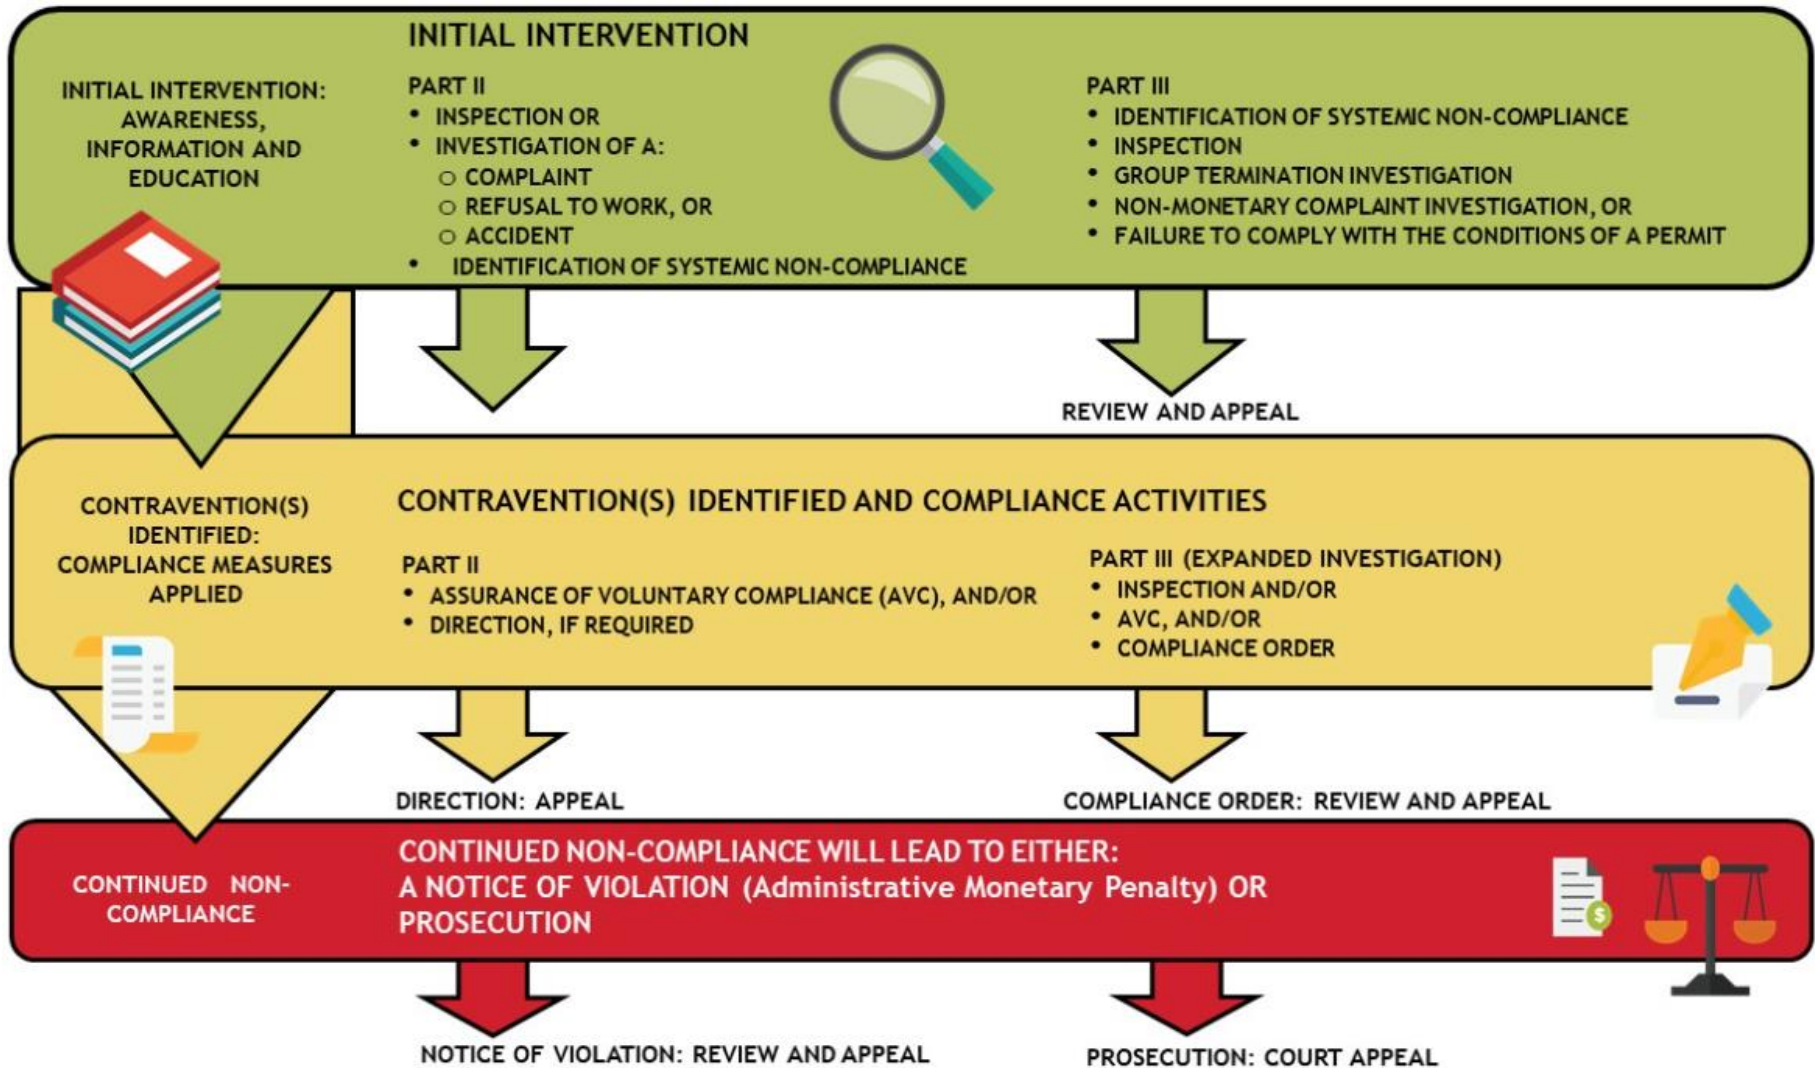 INITIAL INTERVENTION:
AWARENESS,
INFORMATION AND
EDUCATION
INITIAL INTERVENTION
PART II
• INSPECTION OR
• INVESTIGATION OF A:
○ COMPLAINT
○ REFUSAL TO WORK, OR
○ ACCIDENT
• IDENTIFICATION OF SYSTEMIC NON-COMPLIANCE
PART III
• IDENTIFICATION OF SYSTEMIC NON-COMPLIANCE
• INSPECTION
• GROUP TERMINATION INVESTIGATION
• NON-MONETARY COMPLAINT INVESTIGATION, OR
• FAILURE TO COMPLY WITH THE CONDITIONS OF A PERMIT
REVIEW AND APPEAL
CONTRAVENTION(S)
IDENTIFIED:
COMPLIANCE MEASURES
APPLIED
CONTRAVENTION(S) IDENTIFIED AND COMPLIANCE ACTIVITIES
PART II
• ASSURANCE OF VOLUNTARY COMPLIANCE (AVC), AND/OR
• DIRECTION, IF REQUIRED
PART III (EXPANDED INVESTIGATION)
• INSPECTION AND/OR
• AVC, AND/OR
• COMPLIANCE ORDER
DIRECTION: APPEAL
COMPLIANCE ORDER: REVIEW AND APPEAL
CONTINUED NON-
COMPLIANCE
CONTINUED NON-COMPLIANCE WILL LEAD TO EITHER:
A NOTICE OF VIOLATION (Administrative Monetary Penalty) OR
PROSECUTION
$
NOTICE OF VIOLATION: REVIEW AND APPEAL
PROSECUTION: COURT APPEAL